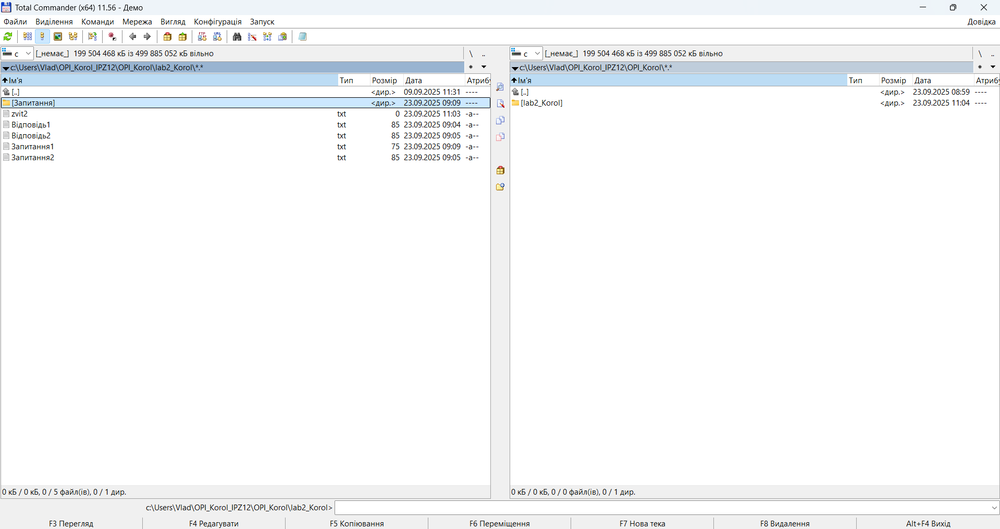 Total Commander (x64) 11.56 - Демо
Файли Виділення Команди Мережа Вигляд Конфігурація Запуск Довідка
FTP URL
c [_немає_] 199 504 468 кБ із 499 885 052 кБ вільно \ ..
c:\Users\Vlad\OPI_Korol_IPZ12\OPI_Korol\lab2_Korol\*.* *
Ім'я Тип Розмір Дата Атрибу
[..] <дир.> 09.09.2025 11:31 ----
[Запитання] <дир.> 23.09.2025 09:09 ----
zvit2 txt 0 23.09.2025 11:03 -a--
Відповідь1 txt 85 23.09.2025 09:04 -a--
Відповідь2 txt 85 23.09.2025 09:05 -a--
Запитання1 txt 75 23.09.2025 09:09 -a--
Запитання2 txt 85 23.09.2025 09:05 -a--
0 кБ / 0 кБ, 0 / 5 файл(ів), 0 / 1 дир.
c [_немає_] 199 504 468 кБ із 499 885 052 кБ вільно \ ..
c:\Users\Vlad\OPI_Korol_IPZ12\OPI_Korol\*.* *
Ім'я Тип Розмір Дата Атрибу
[..] <дир.> 23.09.2025 08:59 ----
[lab2_Korol] <дир.> 23.09.2025 11:04 ----
0 кБ / 0 кБ, 0 / 0 файл(ів), 0 / 1 дир.
c:\Users\Vlad\OPI_Korol_IPZ12\OPI_Korol\lab2_Korol>
F3 Перегляд F4 Редагувати F5 Копіювання F6 Переміщення F7 Нова тека F8 Видалення Alt+F4 Вихід